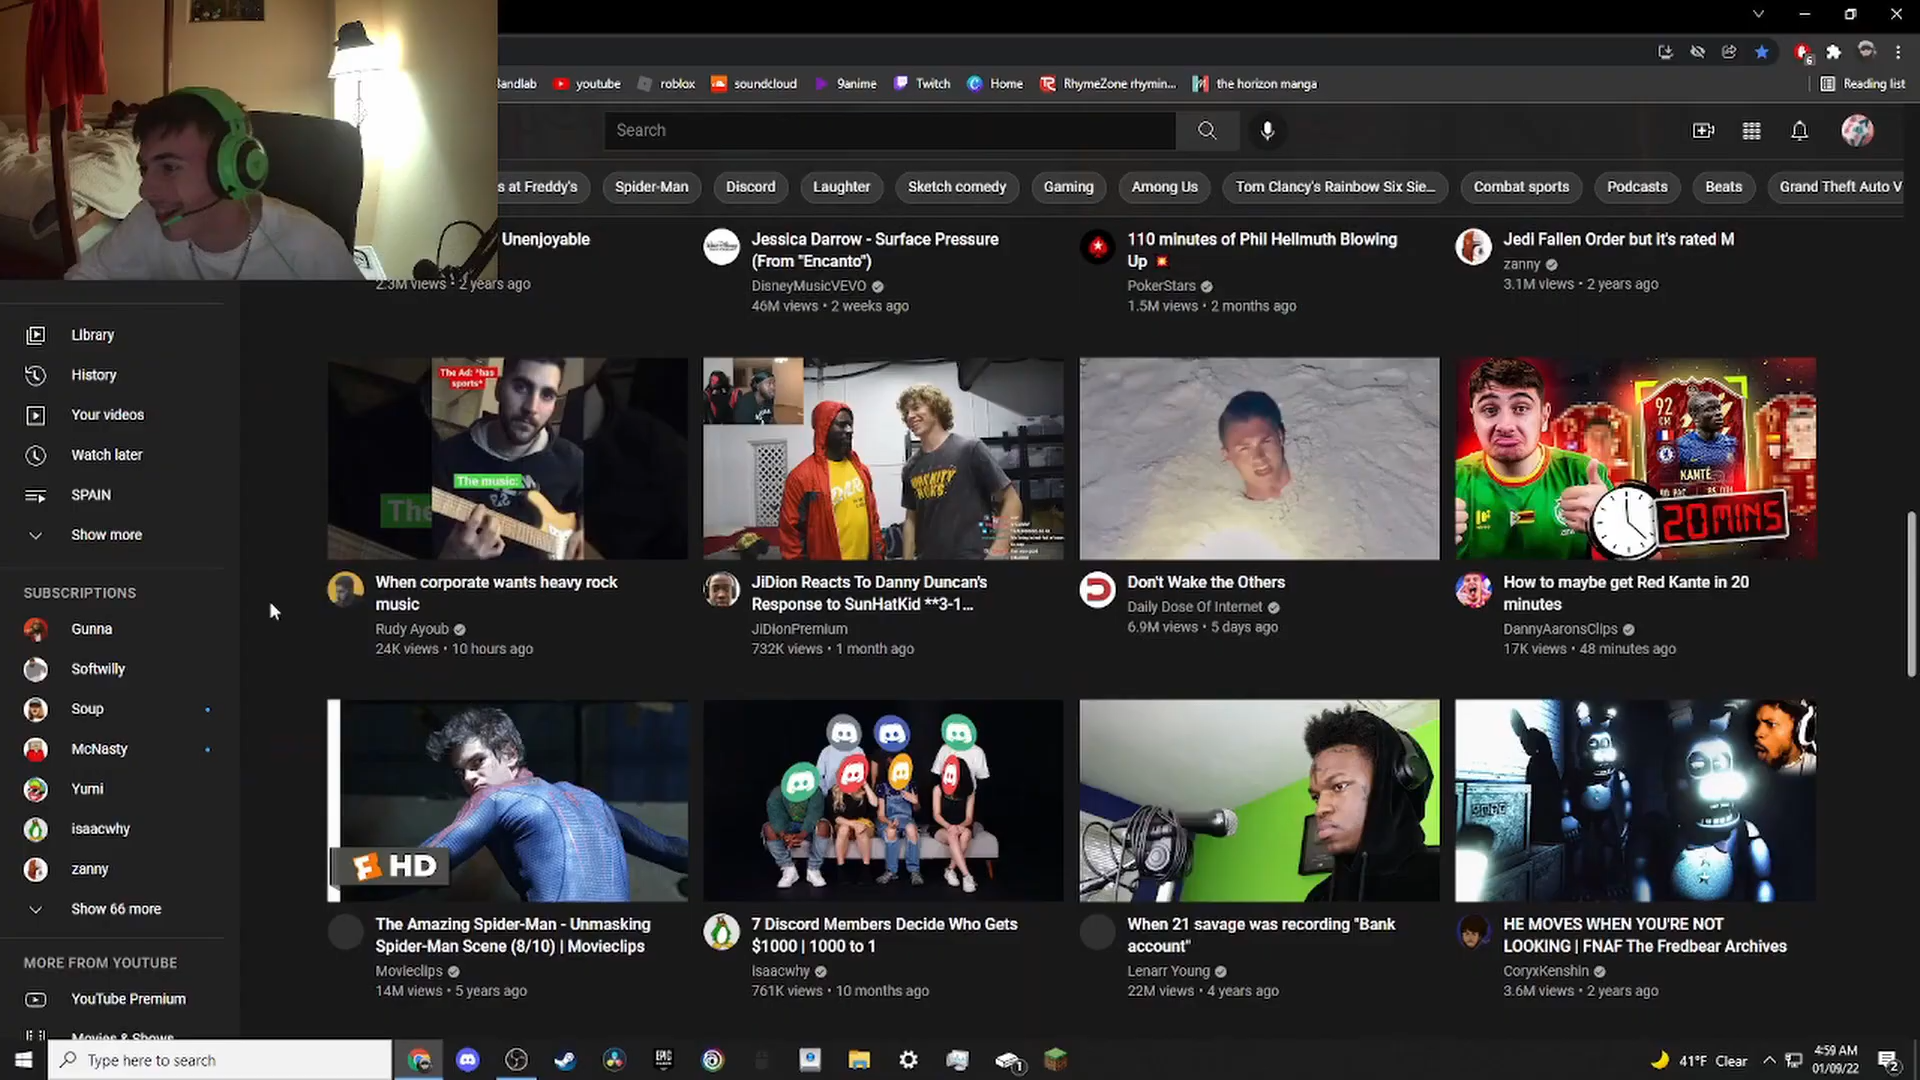 Bandlab
youtube
roblox
soundcloud
9anime
Twitch
Home
RhymeZone rhymin...
the horizon manga
Reading list
Search
s at Freddy's
Spider-Man
Discord
Laughter
Sketch comedy
Gaming
Among Us
Tom Clancy's Rainbow Six Sie...
Combat sports
Podcasts
Beats
Grand Theft Auto V
Unenjoyable
2.3M views • 2 years ago
Jessica Darrow - Surface Pressure
(From "Encanto")
DisneyMusicVEVO
46M views • 2 weeks ago
110 minutes of Phil Hellmuth Blowing
Up 💥
PokerStars
1.5M views • 2 months ago
Jedi Fallen Order but it's rated M
zanny
3.1M views • 2 years ago
Library
History
Your videos
Watch later
SPAIN
Show more
SUBSCRIPTIONS
Gunna
Softwilly
Soup
McNasty
Yumi
isaacwhy
zanny
Show 66 more
MORE FROM YOUTUBE
YouTube Premium
Movies & Shows
The Ad: *has
sports*
The music:
The
92
CM
KANTÉ
20 MINS
When corporate wants heavy rock
music
Rudy Ayoub
24K views • 10 hours ago
JiDion Reacts To Danny Duncan's
Response to SunHatKid **3-1...
JiDionPremium
732K views • 1 month ago
Don't Wake the Others
Daily Dose Of Internet
6.9M views • 5 days ago
How to maybe get Red Kante in 20
minutes
DannyAaronsClips
17K views • 48 minutes ago
HD
The Amazing Spider-Man - Unmasking
Spider-Man Scene (8/10) | Movieclips
Movieclips
14M views • 5 years ago
7 Discord Members Decide Who Gets
$1000 | 1000 to 1
isaacwhy
761K views • 10 months ago
When 21 savage was recording "Bank
account"
Lenarr Young
22M views • 4 years ago
HE MOVES WHEN YOU'RE NOT
LOOKING | FNAF The Fredbear Archives
CoryxKenshin
3.6M views • 2 years ago
Type here to search
EPIC
41°F Clear
4:59 AM
01/09/22